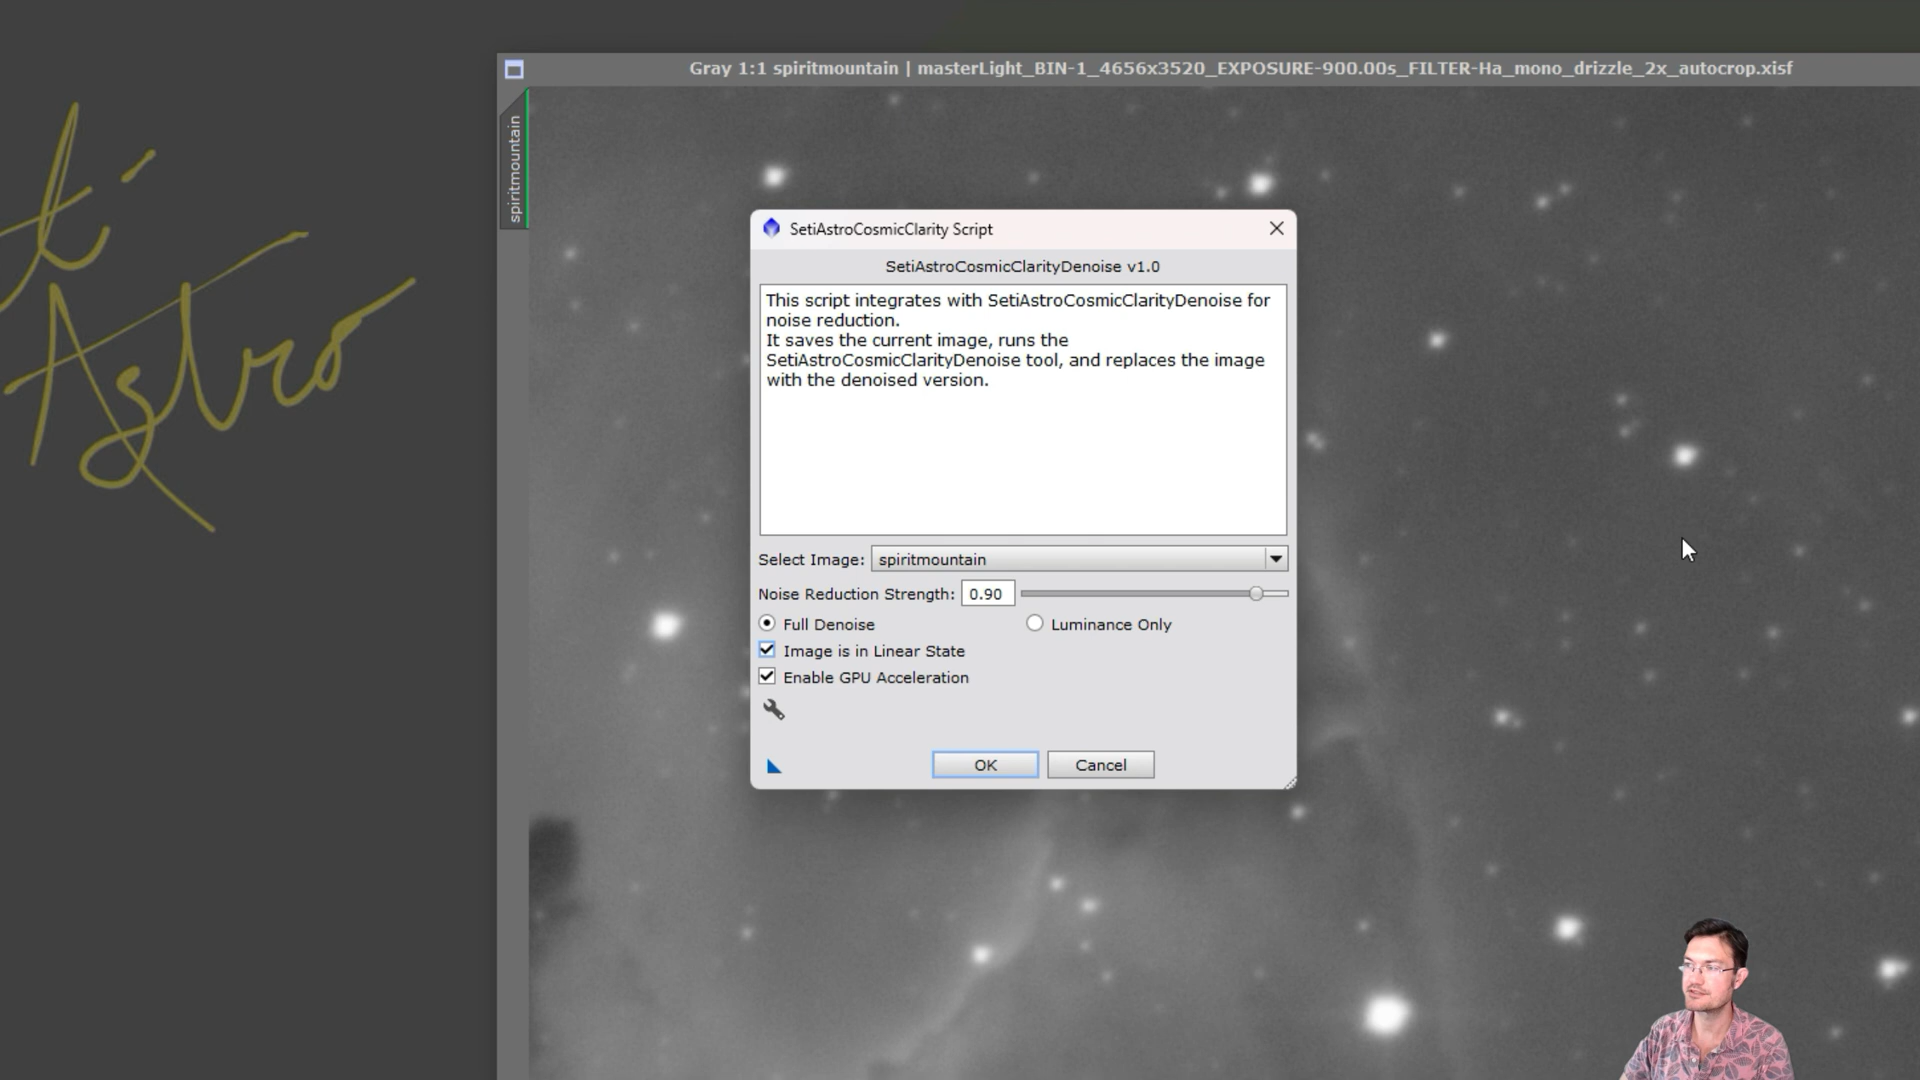 ti
Astro
Gray 1:1 spiritmountain | masterLight_BIN-1_4656x3520_EXPOSURE-900.00s_FILTER-Ha_mono_drizzle_2x_autocrop.xisf
spiritmountain
SetiAstroCosmicClarity Script
SetiAstroCosmicClarityDenoise v1.0
This script integrates with SetiAstroCosmicClarityDenoise for
noise reduction.
It saves the current image, runs the
SetiAstroCosmicClarityDenoise tool, and replaces the image
with the denoised version.
Select Image: spiritmountain
Noise Reduction Strength: 0.90
Full Denoise Luminance Only
Image is in Linear State
Enable GPU Acceleration
OK Cancel